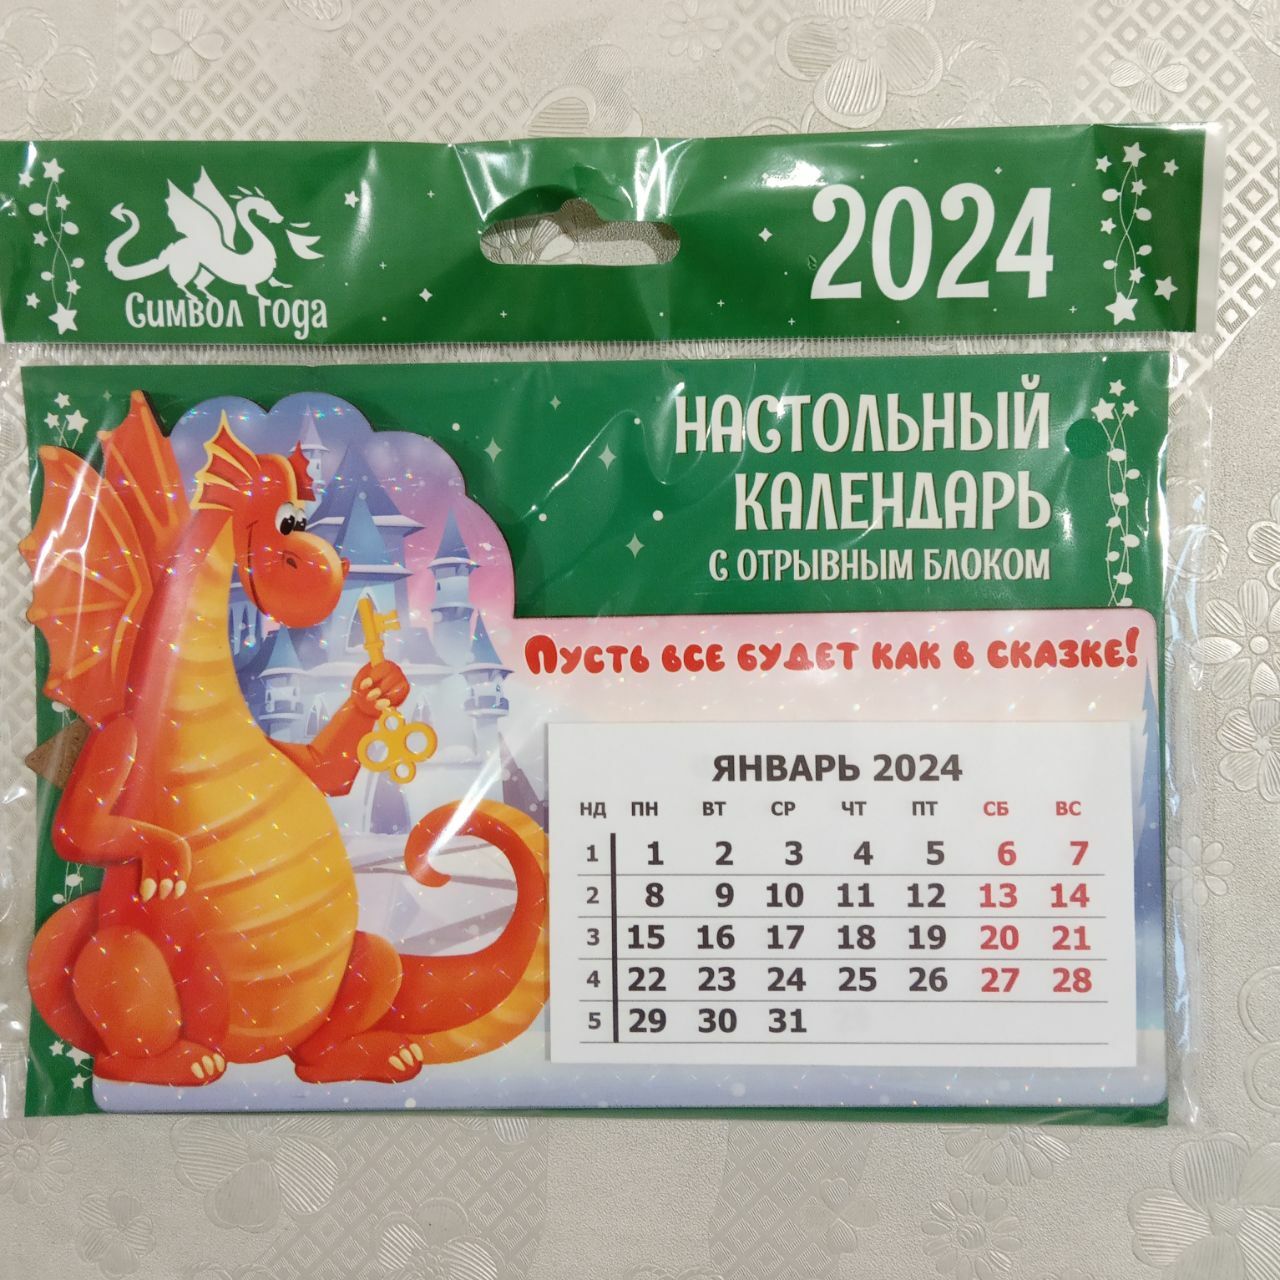 Символ года
2024
НАСТОЛЬНЫЙ
КАЛЕНДАРЬ
С ОТРЫВНЫМ БЛОКОМ
ПУСТЬ ВСЕ БУДЕТ КАК В СКАЗКЕ!
ЯНВАРЬ 2024
НД ПН ВТ СР ЧТ ПТ СБ ВС
1 1 2 3 4 5 6 7
2 8 9 10 11 12 13 14
3 15 16 17 18 19 20 21
4 22 23 24 25 26 27 28
5 29 30 31